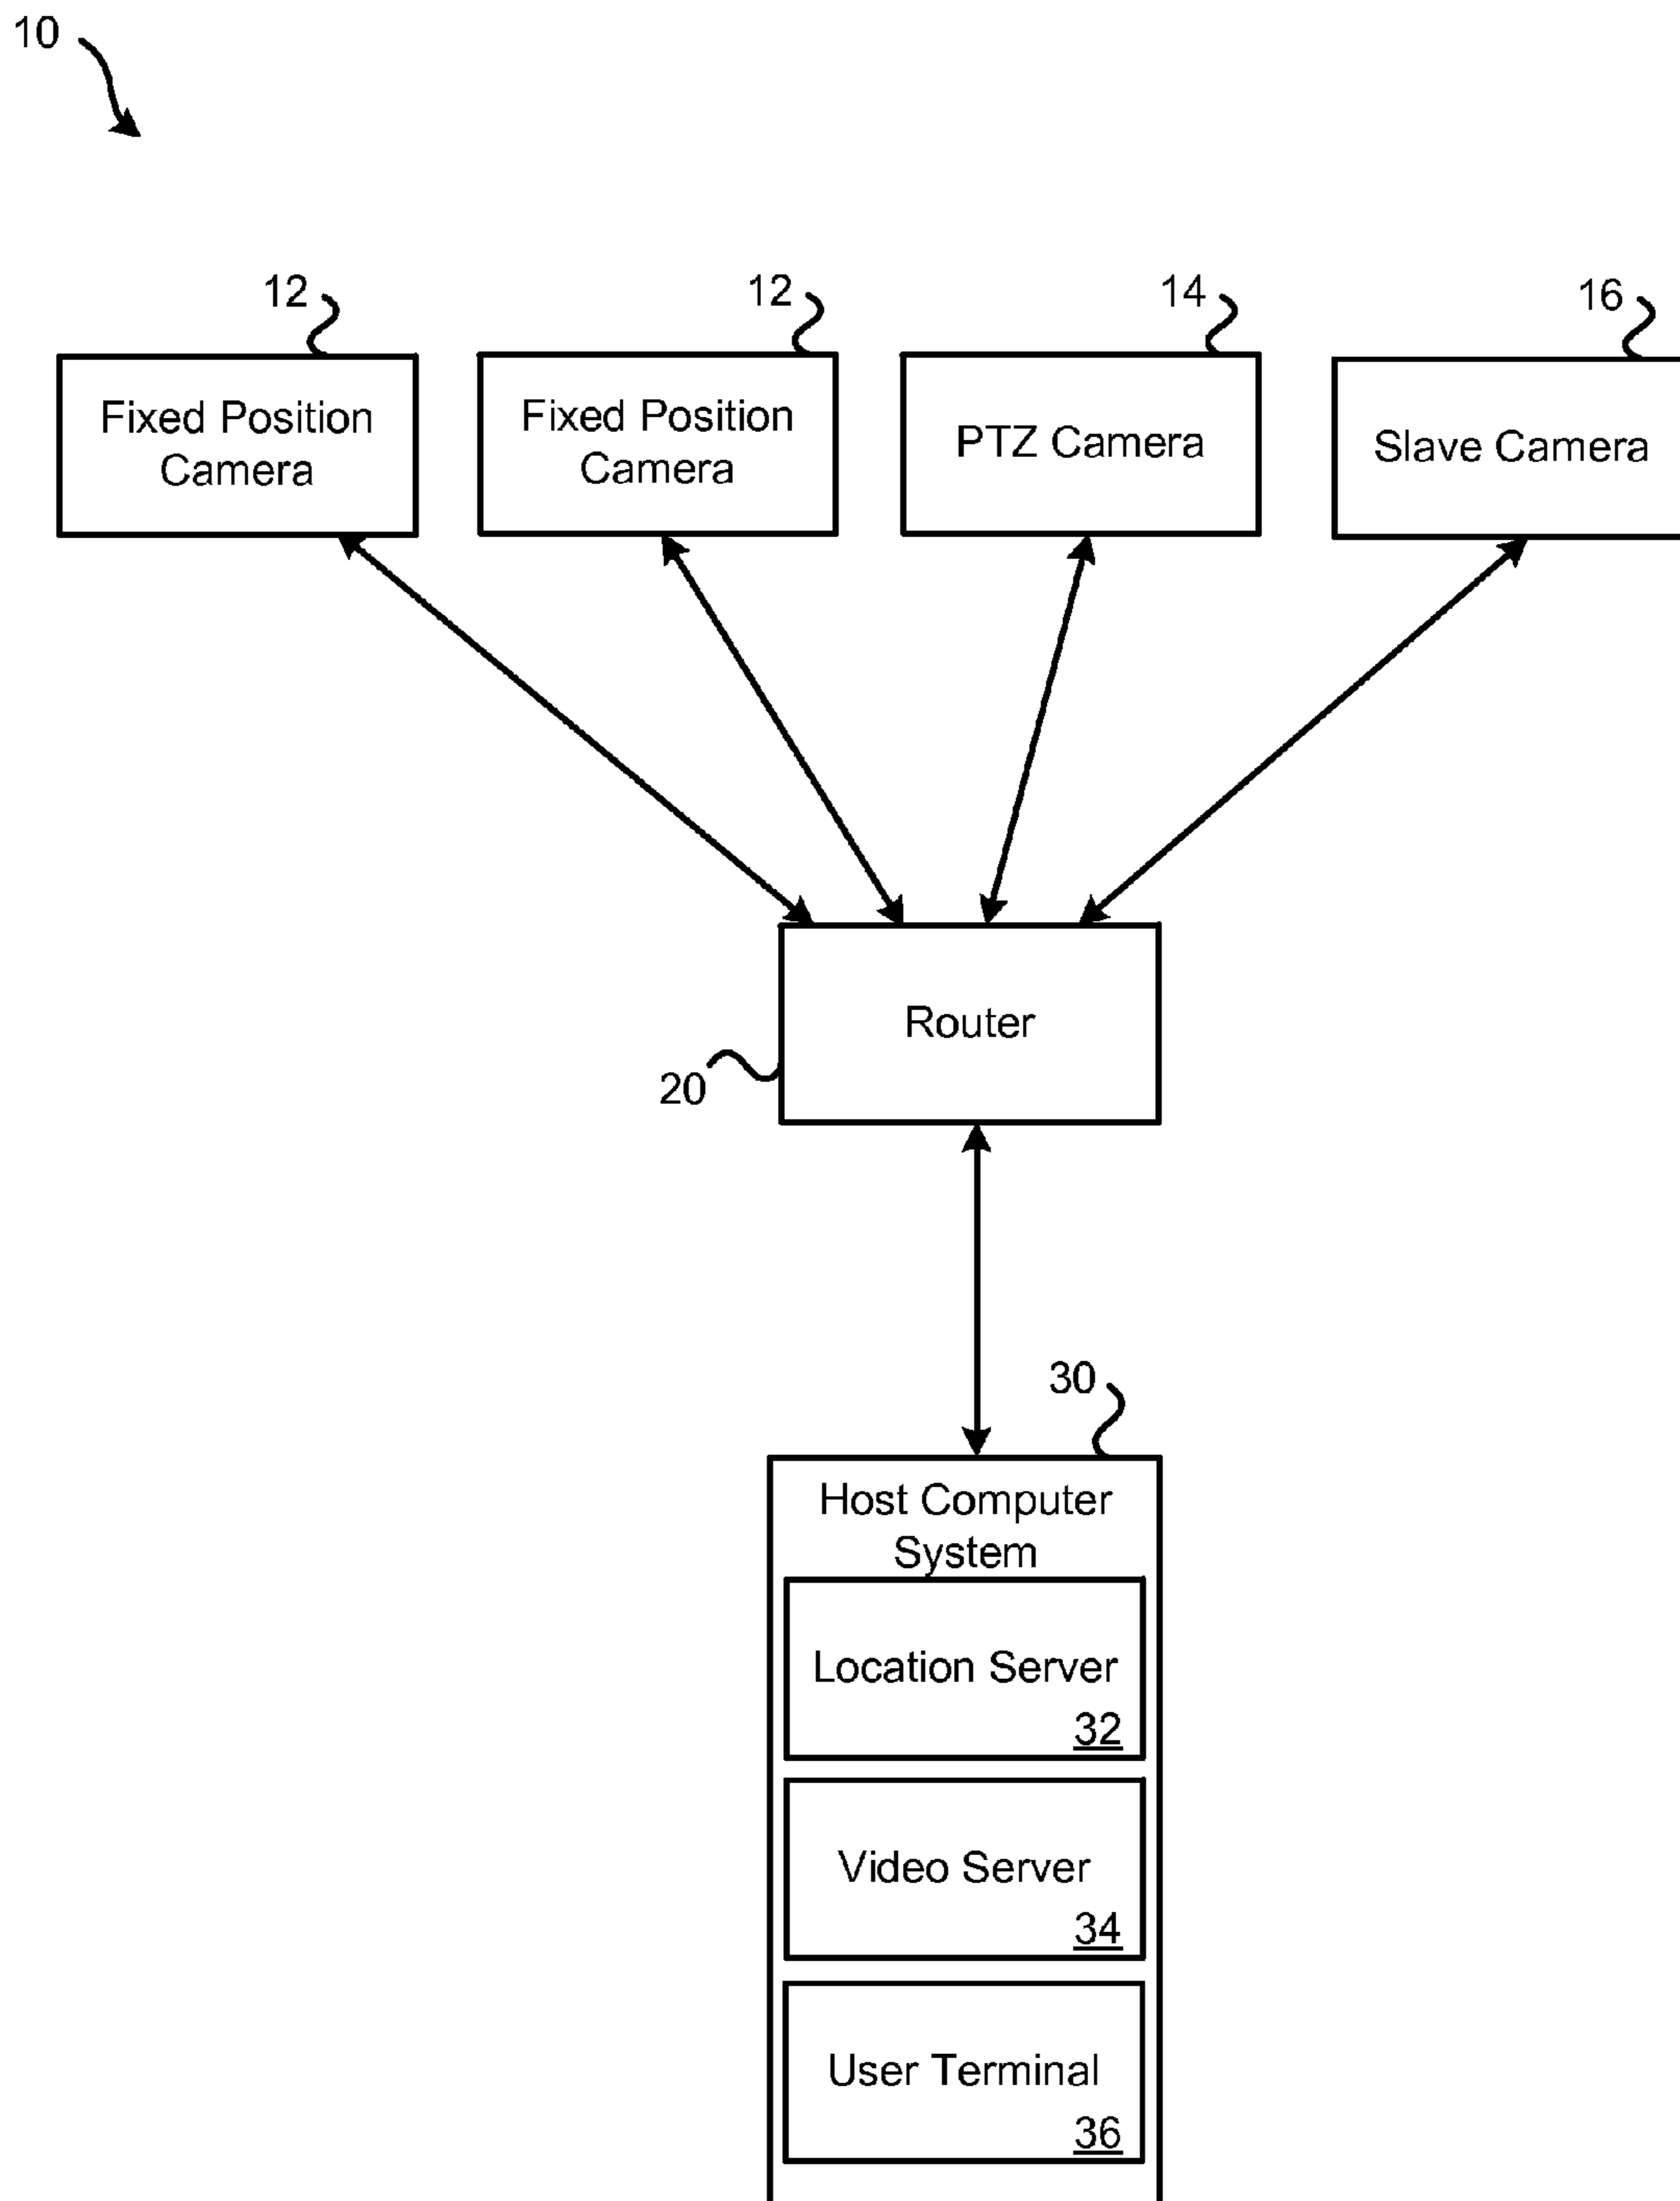 10
12
12
14
16
Fixed Position
Camera
Fixed Position
Camera
PTZ Camera
Slave Camera
Router
20
30
Host Computer
System
Location Server
32
Video Server
34
User Terminal
36